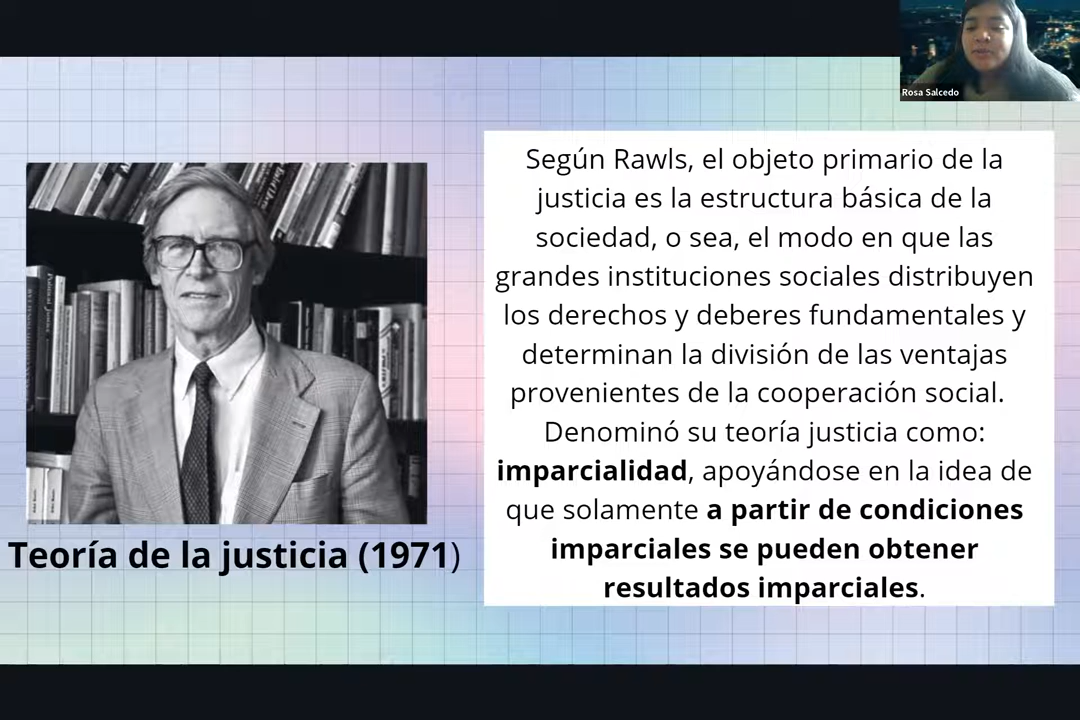 Rosa Salcedo
Según Rawls, el objeto primario de la
justicia es la estructura básica de la
sociedad, o sea, el modo en que las
grandes instituciones sociales distribuyen
los derechos y deberes fundamentales y
determinan la división de las ventajas
provenientes de la cooperación social.
Denominó su teoría justicia como:
imparcialidad, apoyándose en la idea de
que solamente a partir de condiciones
imparciales se pueden obtener
resultados imparciales.
Teoría de la justicia (1971)